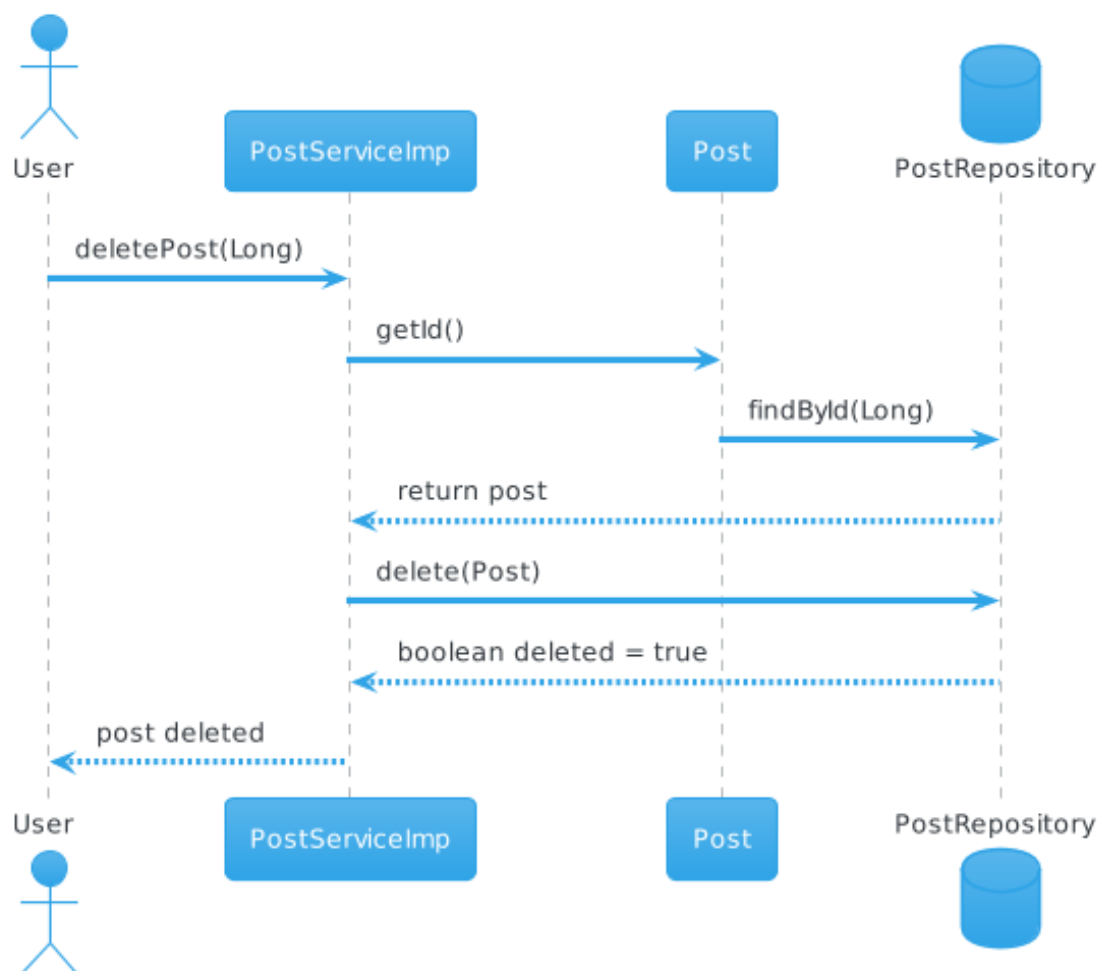 User
PostServiceImp
Post
PostRepository
deletePost(Long)
getId()
findById(Long)
return post
delete(Post)
boolean deleted = true
post deleted
User
PostServiceImp
Post
PostRepository